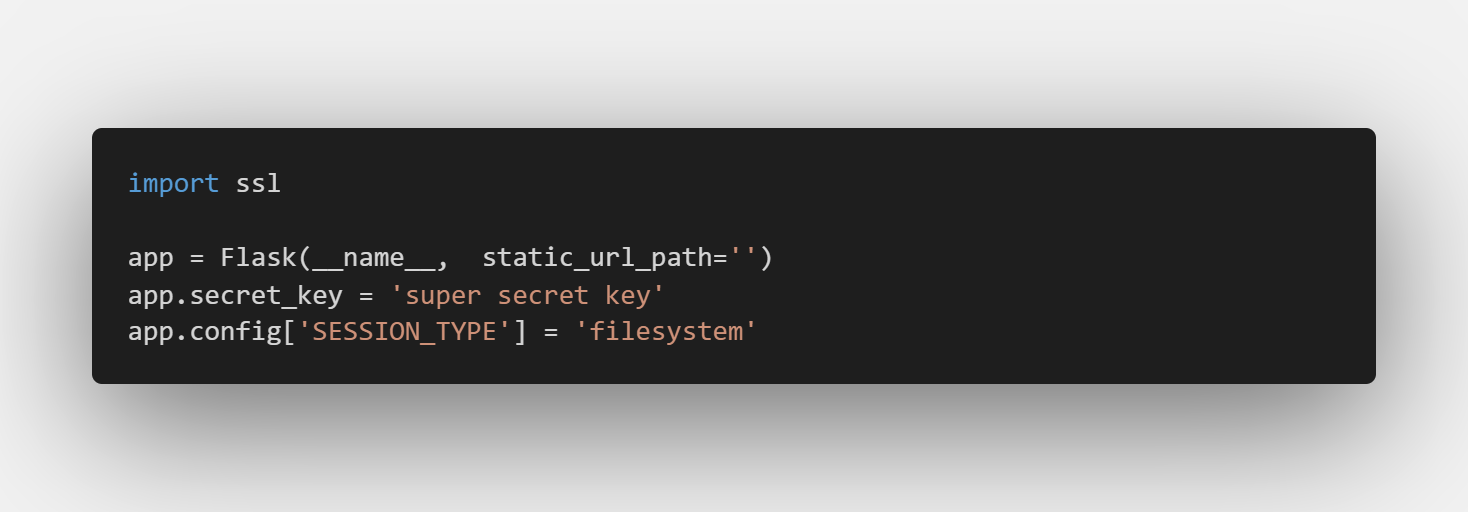 import ssl
app = Flask(__name__,  static_url_path='')
app.secret_key = 'super secret key'
app.config['SESSION_TYPE'] = 'filesystem'